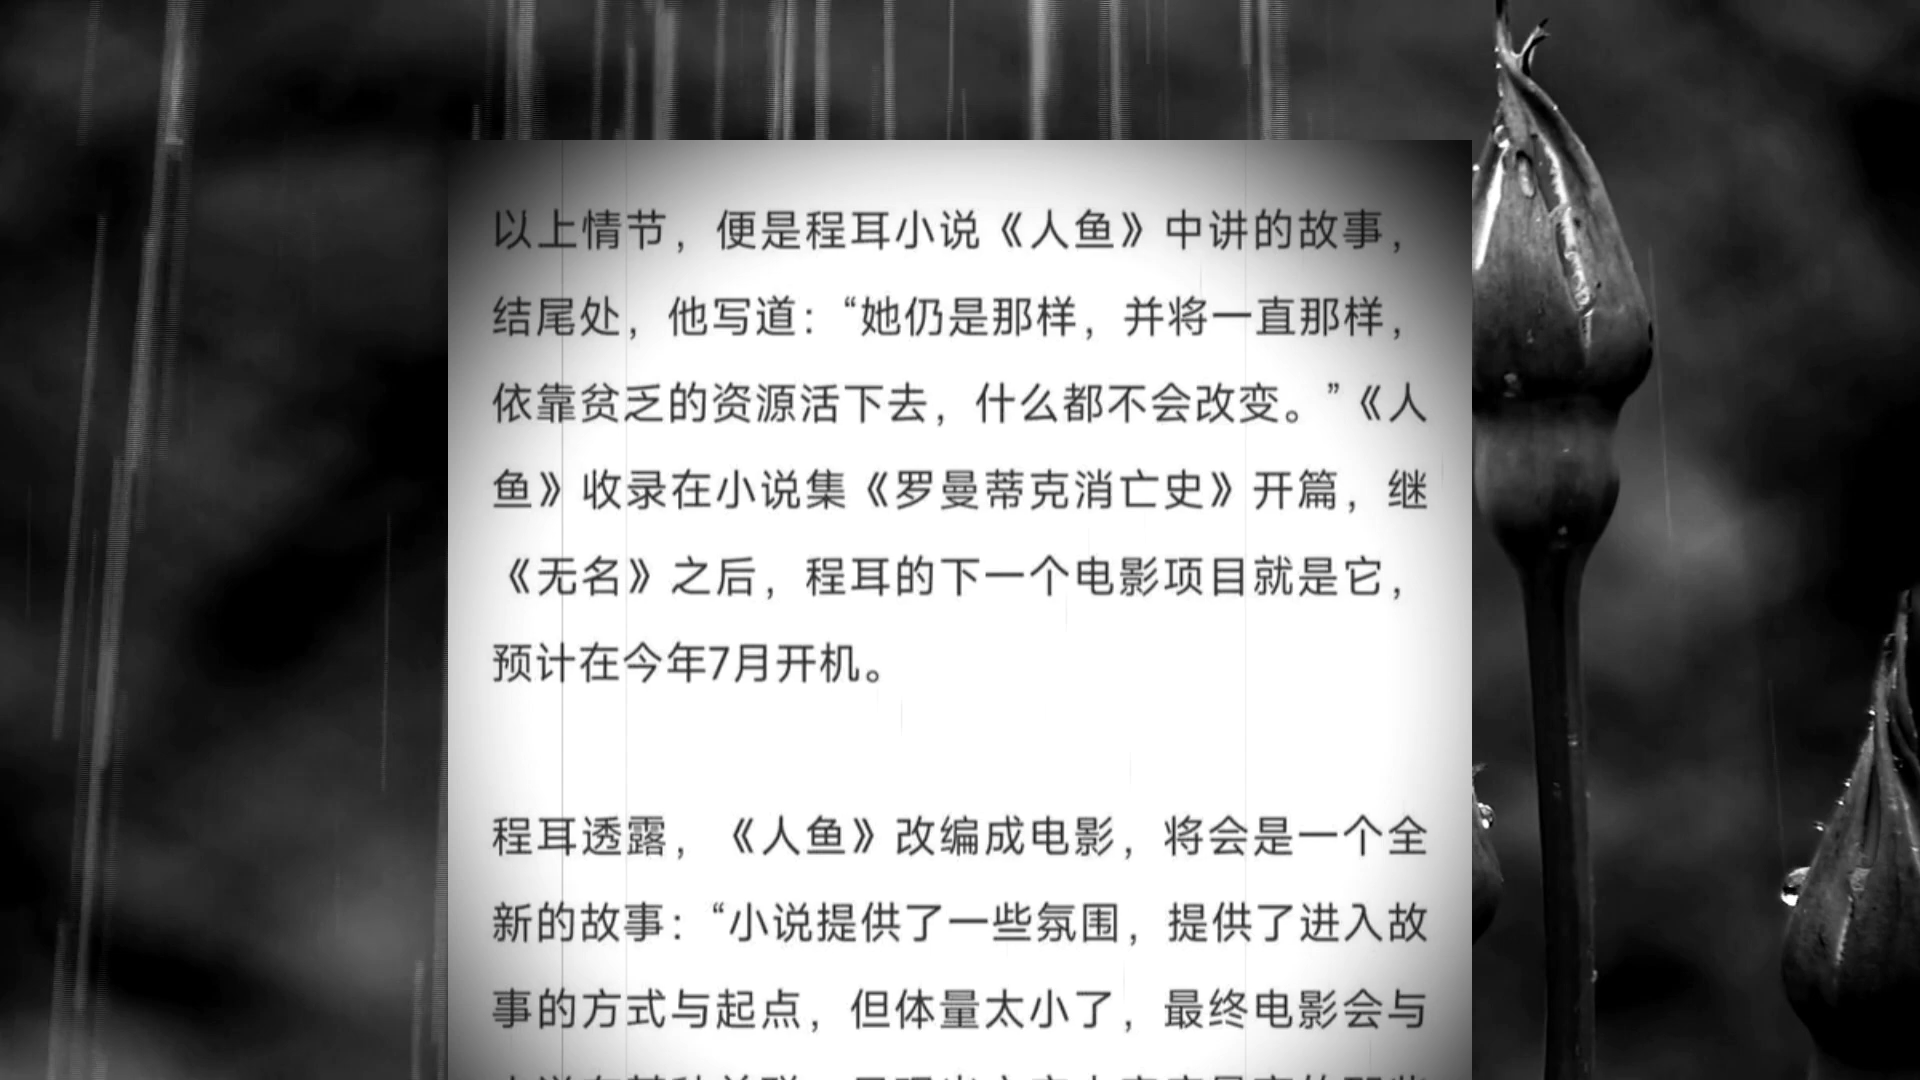 以上情节，便是程耳小说《人鱼》中讲的故事，
结尾处，他写道：“她仍是那样，并将一直那样，
依靠贫乏的资源活下去，什么都不会改变。”《人
鱼》收录在小说集《罗曼蒂克消亡史》开篇，继
《无名》之后，程耳的下一个电影项目就是它，
预计在今年7月开机。
程耳透露，《人鱼》改编成电影，将会是一个全
新的故事：“小说提供了一些氛围，提供了进入故
事的方式与起点，但体量太小了，最终电影会与